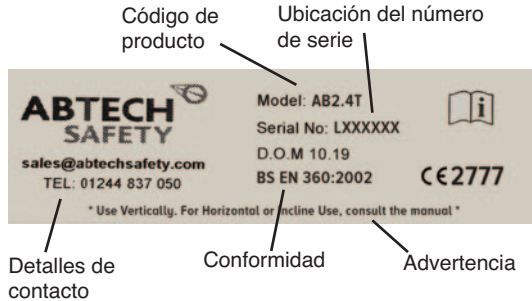 Código de
producto
Ubicación del número
de serie
ABTECH
SAFETY
sales@abtechsafety.com
TEL: 01244 837 050
Model: AB2.4T
Serial No: LXXXXXX
D.O.M 10.19
BS EN 360:2002
i
CE2777
* Use Vertically. For Horizontal or Incline Use, consult the manual *
Detalles de
contacto
Conformidad
Advertencia